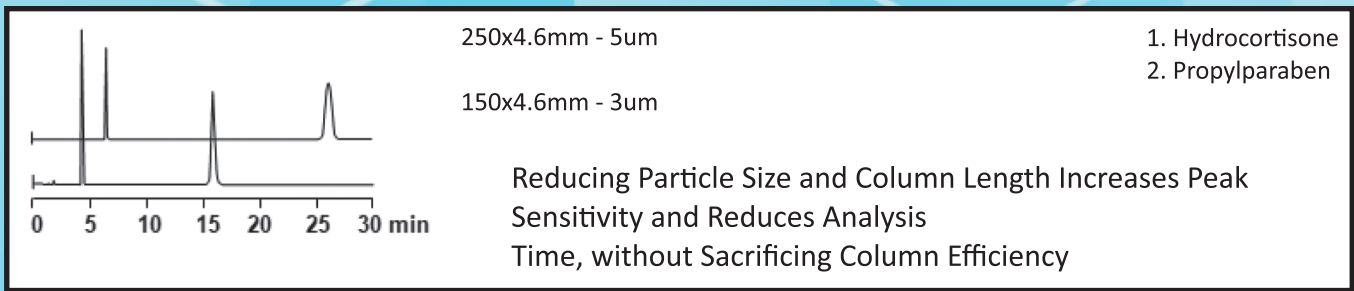 250x4.6mm - 5um
1. Hydrocortisone
2. Propylparaben
150x4.6mm - 3um
Reducing Particle Size and Column Length Increases Peak
Sensitivity and Reduces Analysis
Time, without Sacrificing Column Efficiency
0 5 10 15 20 25 30 min